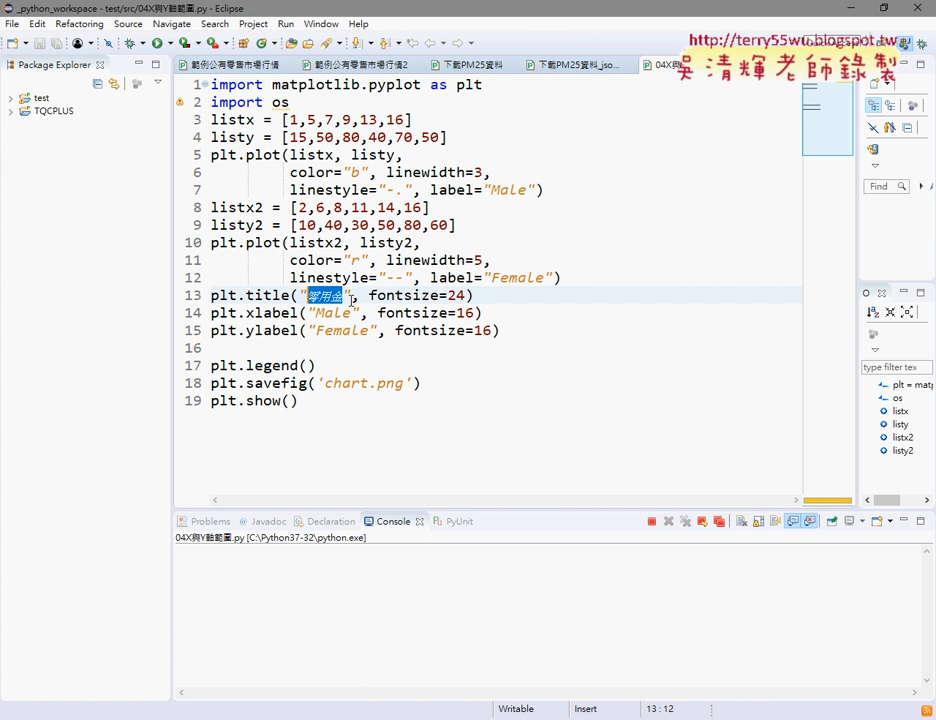 _python_workspace - test/src/04X與Y軸範圍.py - Eclipse
File Edit Refactoring Source Navigate Search Project Run Window Help
http://terry55wu.blogspot.tw
吳清輝老師錄製
Package Explorer
範例公有零售市場行情
範例公有零售市場行情2
下載PM25資料
下載PM25資料_jso...
04X與
test
TQCPLUS
1 import matplotlib.pyplot as plt
2 import os
3 listx = [1,5,7,9,13,16]
4 listy = [15,50,80,40,70,50]
5 plt.plot(listx, listy,
6 color="b", linewidth=3,
7 linestyle="-.", label="Male")
8 listx2 = [2,6,8,11,14,16]
9 listy2 = [10,40,30,50,80,60]
10 plt.plot(listx2, listy2,
11 color="r", linewidth=5,
12 linestyle="--", label="Female")
13 plt.title("零用金", fontsize=24)
14 plt.xlabel("Male", fontsize=16)
15 plt.ylabel("Female", fontsize=16)
16
17 plt.legend()
18 plt.savefig('chart.png')
19 plt.show()
Find
type filter tex
plt = mat
os
listx
listy
listx2
listy2
Problems Javadoc Declaration Console PyUnit
04X與Y軸範圍.py [C:\Python37-32\python.exe]
Writable Insert 13 : 12